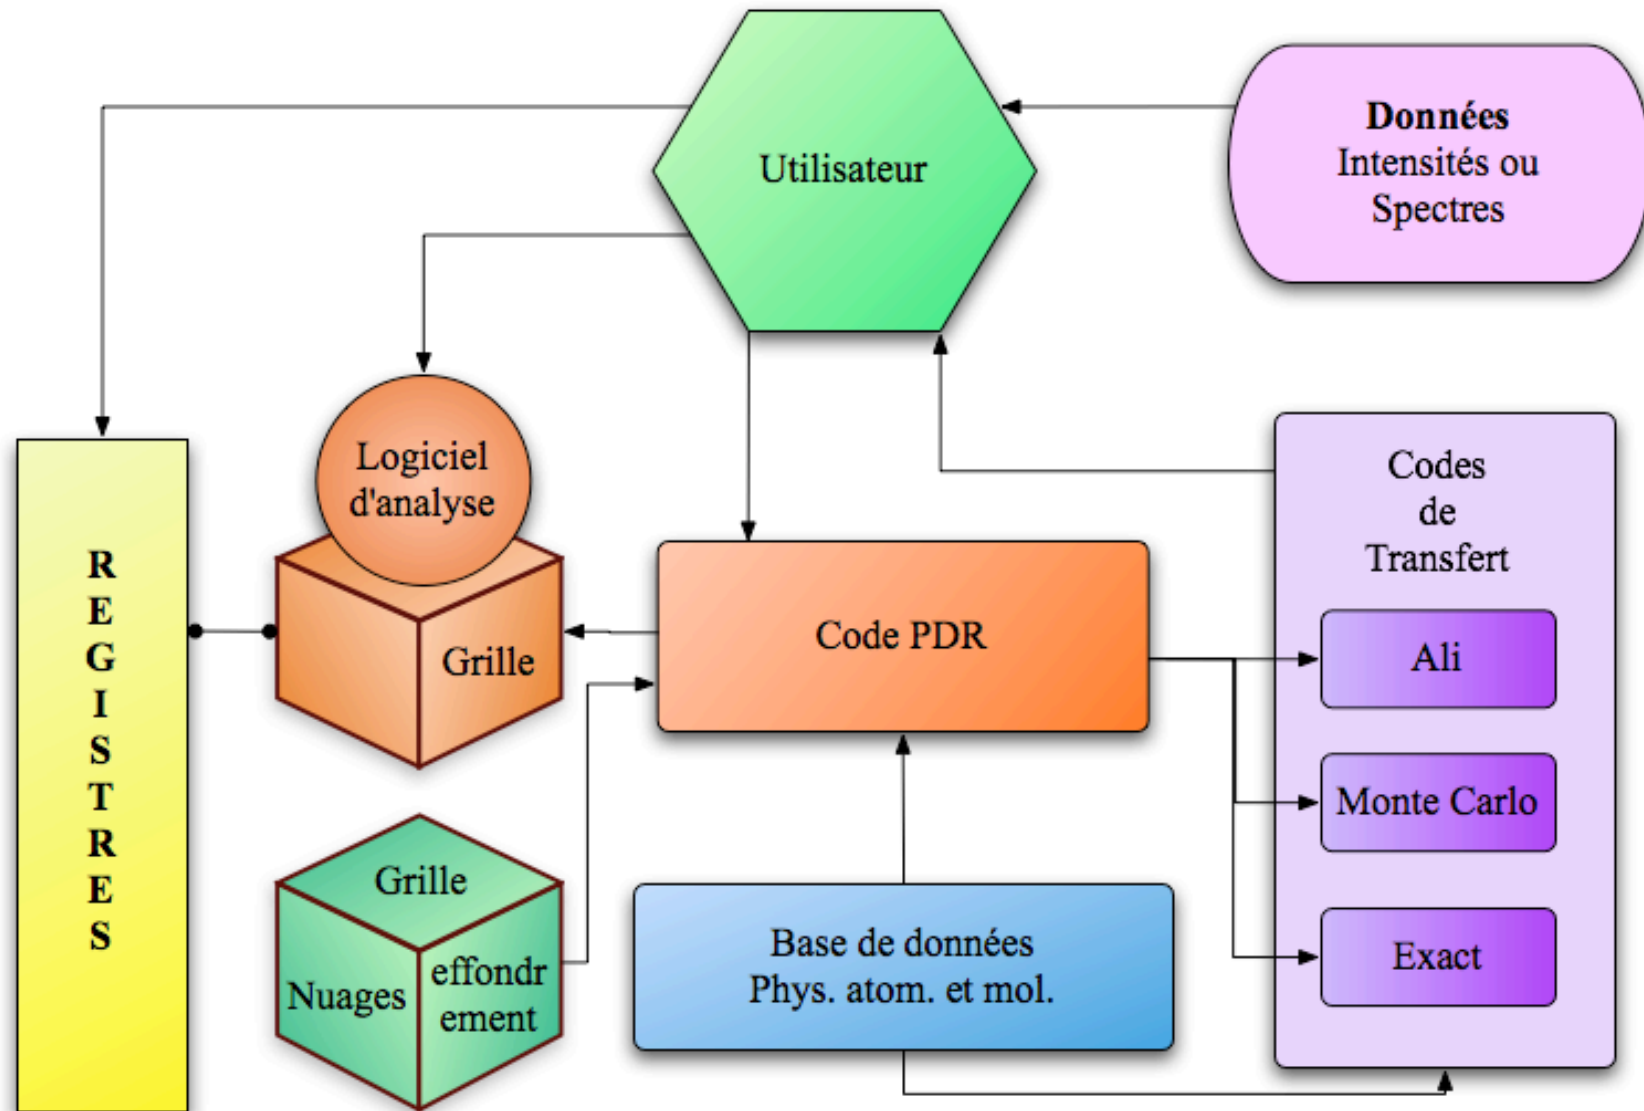 Utilisateur
Données
Intensités ou
Spectres
Logiciel
d'analyse
Grille
R
E
G
I
S
T
R
E
S
Code PDR
Codes
de
Transfert
Ali
Monte Carlo
Exact
Grille
Nuages
effondr
ement
Base de données
Phys. atom. et mol.